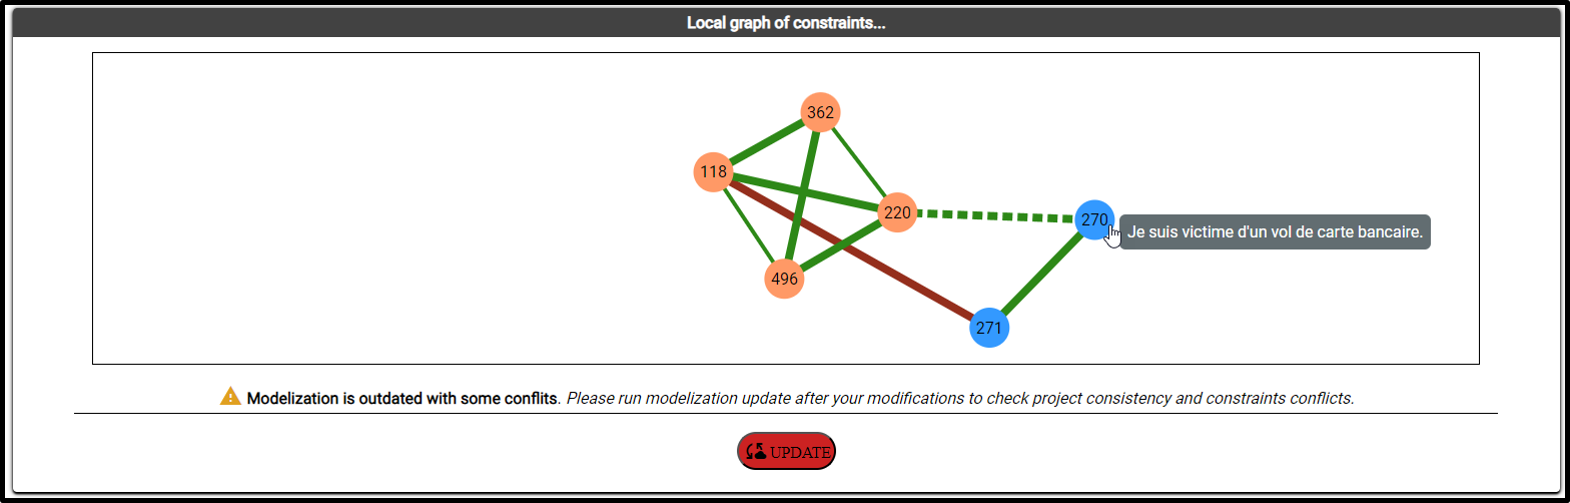 Local graph of constraints...
362
118
220
270
Je suis victime d'un vol de carte bancaire.
496
271
Modelization is outdated with some conflits. Please run modelization update after your modifications to check project consistency and constraints conflicts.
UPDATE